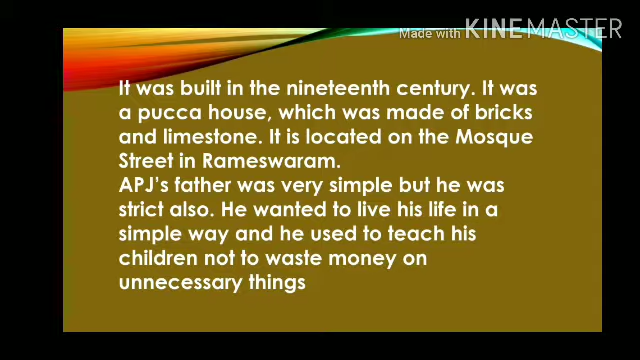 Made with KINEMASTER
It was built in the nineteenth century. It was
a pucca house, which was made of bricks
and limestone. It is located on the Mosque
Street in Rameswaram.
APJ's father was very simple but he was
strict also. He wanted to live his life in a
simple way and he used to teach his
children not to waste money on
unnecessary things